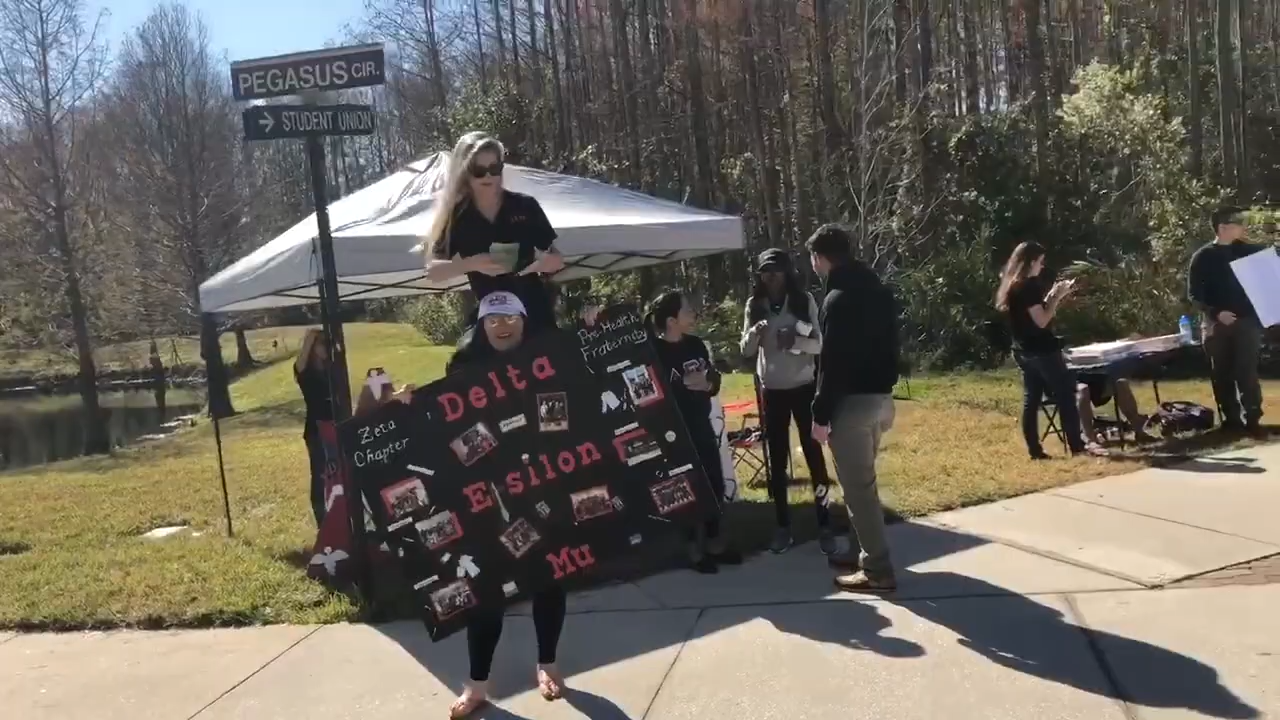 PEGASUS CIR.
→ STUDENT UNION
Pre-Health
Fraternity
Delta
Zeta
Chapter
Epsilon
Mu